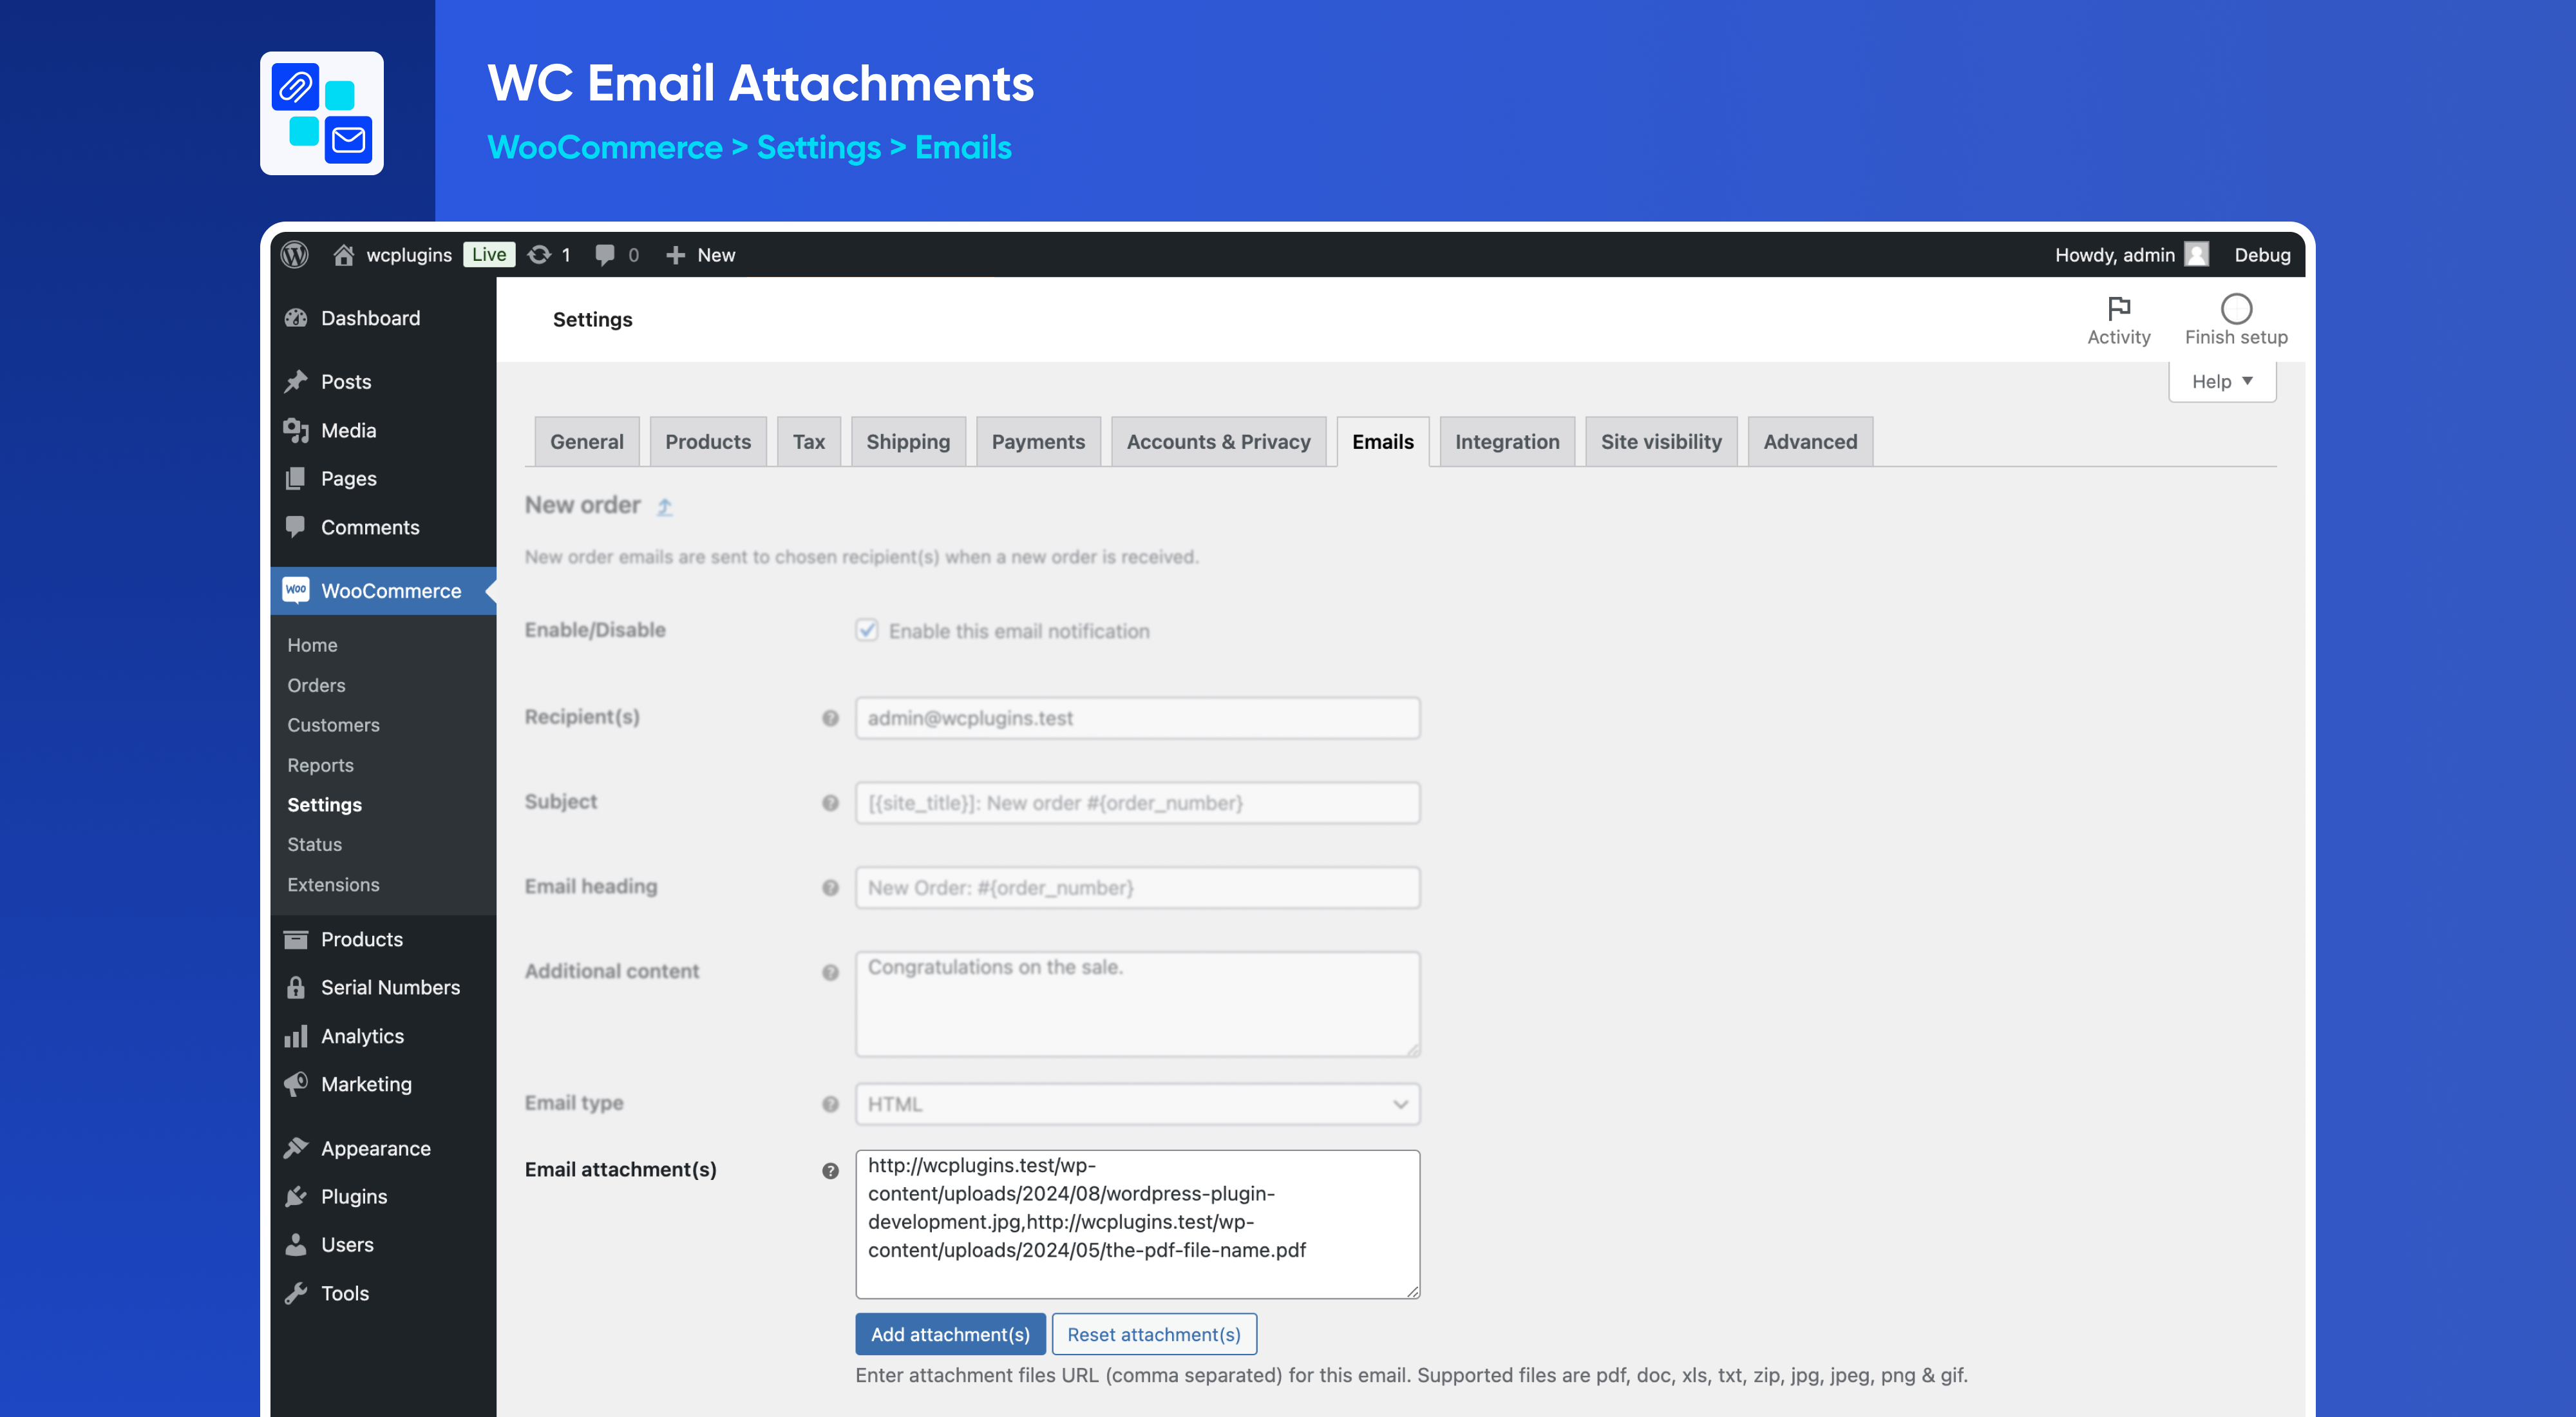 WC Email Attachments
WooCommerce > Settings > Emails
wcplugins Live 1 0 New
Howdy, admin Debug
Settings
Activity
Finish setup
Help
Dashboard
Posts
Media
Pages
Comments
Woo WooCommerce
Home
Orders
Customers
Reports
Settings
Status
Extensions
Products
Serial Numbers
Analytics
Marketing
Appearance
Plugins
Users
Tools
General Products Tax Shipping Payments Accounts & Privacy Emails Integration Site visibility Advanced
New order
New order emails are sent to chosen recipient(s) when a new order is received.
Enable/Disable Enable this email notification
Recipient(s) ? admin@wcplugins.test
Subject ? [{site_title}]: New order #{order_number}
Email heading ? New Order: #{order_number}
Additional content ? Congratulations on the sale.
Email type ? HTML
Email attachment(s) ? http://wcplugins.test/wp-
content/uploads/2024/08/wordpress-plugin-
development.jpg,http://wcplugins.test/wp-
content/uploads/2024/05/the-pdf-file-name.pdf
Add attachment(s) Reset attachment(s)
Enter attachment files URL (comma separated) for this email. Supported files are pdf, doc, xls, txt, zip, jpg, jpeg, png & gif.